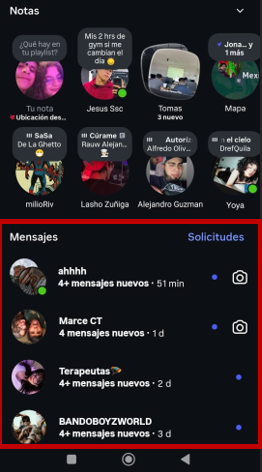 Notas
¿Qué hay en
tu playlist?
Mis 2 hrs de
gym si me
cambian el
día 😄
Jona... y
1 más
Mex
Tu nota
Ubicación des...
Jesus Ssc
Tomas
3 nuevo
Mapa
SaSa
De La Ghetto
Cúrame E
Rauw Alejan...
Autori
Alfredo Oliv...
el cielo
DrefQuila
milioRiv
Lasho Zuñiga
Alejandro Guzman
Yoya
Mensajes
Solicitudes
ahhhh
4+ mensajes nuevos · 51 min
Marce CT
4 mensajes nuevos · 1 d
Terapeutas
4+ mensajes nuevos · 2 d
BANDOBOYZWORLD
4+ mensajes nuevos · 3 d